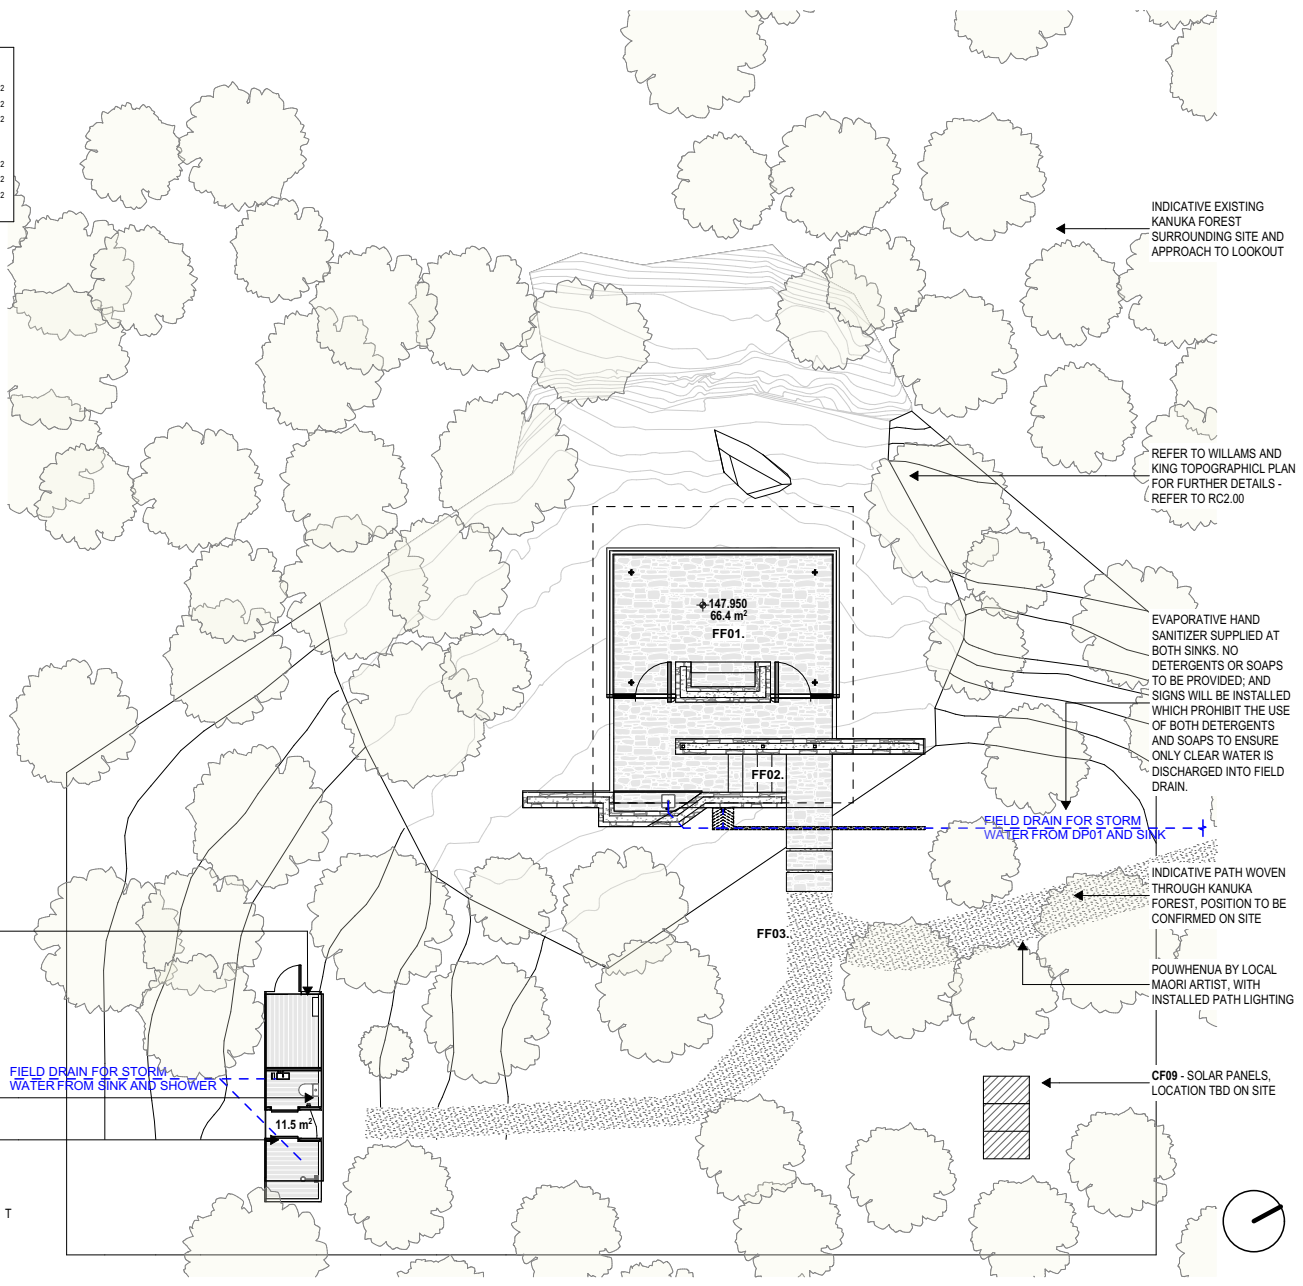 2
2
2
2
2
2
INDICATIVE EXISTING
KANUKA FOREST
SURROUNDING SITE AND
APPROACH TO LOOKOUT
REFER TO WILLAMS AND
KING TOPOGRAPHICL PLAN
FOR FURTHER DETAILS -
REFER TO RC2.00
147.950
66.4 m²
FF01.
EVAPORATIVE HAND
SANITIZER SUPPLIED AT
BOTH SINKS. NO
DETERGENTS OR SOAPS
TO BE PROVIDED; AND
SIGNS WILL BE INSTALLED
WHICH PROHIBIT THE USE
OF BOTH DETERGENTS
AND SOAPS TO ENSURE
ONLY CLEAR WATER IS
DISCHARGED INTO FIELD
DRAIN.
FF02.
FIELD DRAIN FOR STORM
WATER FROM DP01 AND SINK
INDICATIVE PATH WOVEN
THROUGH KANUKA
FOREST, POSITION TO BE
CONFIRMED ON SITE
FF03.
POUWHENUA BY LOCAL
MAORI ARTIST, WITH
INSTALLED PATH LIGHTING
FIELD DRAIN FOR STORM
WATER FROM SINK AND SHOWER
CF09 - SOLAR PANELS,
LOCATION TBD ON SITE
11.5 m²
T